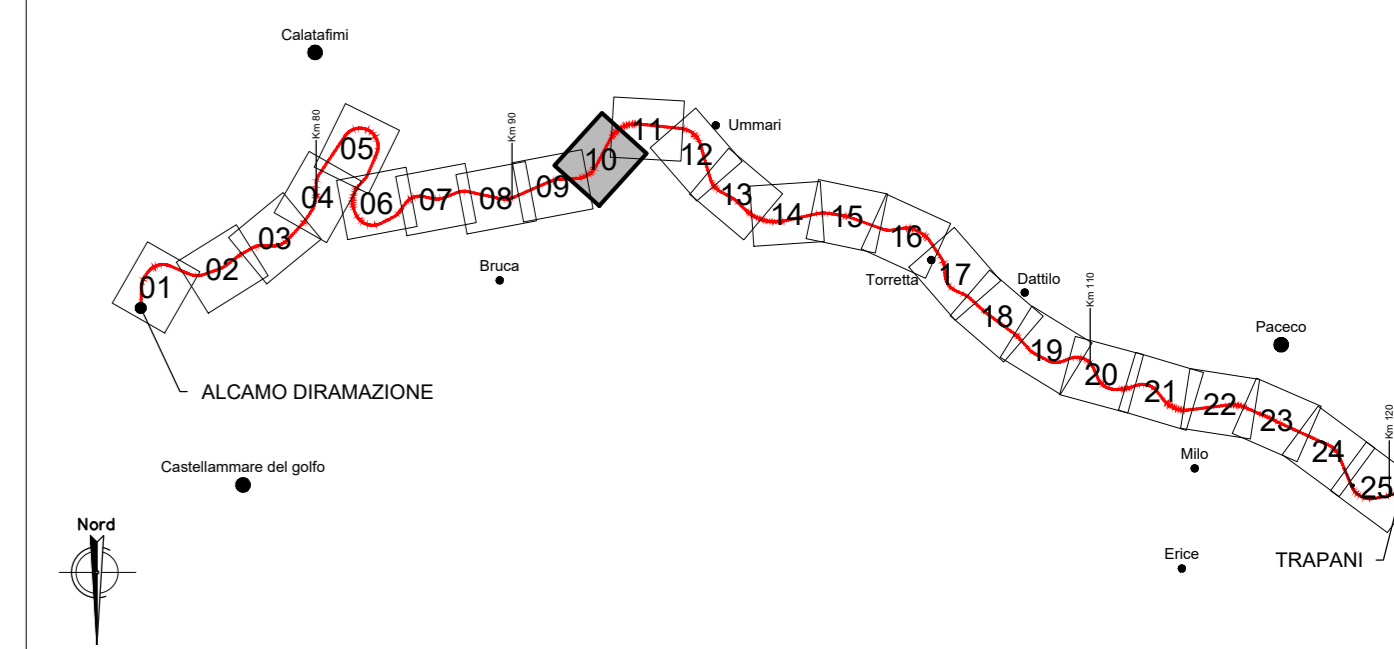 Calatafimi
Km 80
Km 90
Ummari
01
02
03
04
05
06
07
08
09
10
11
12
13
14
15
16
17
18
19
20
21
22
23
24
25
Bruca
Torretta
Dattilo
Km 110
Paceco
ALCAMO DIRAMAZIONE
Castellammare del golfo
Milo
Km 120
Nord
Erice
TRAPANI